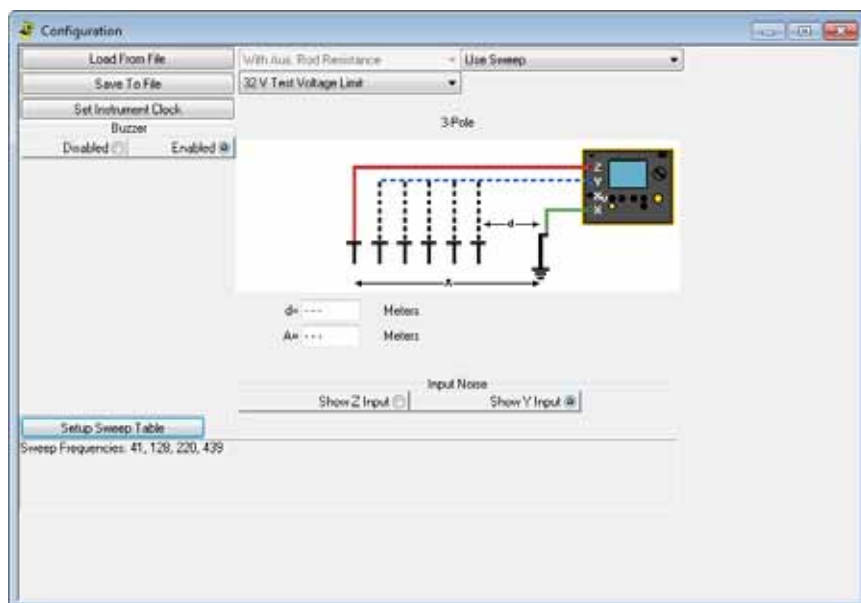 Configuration
Load From File
With Aux. Rod Resistance
Use Sweep
Save To File
32 V Test Voltage Limit
Set Instrument Clock
Buzzer
Disabled
Enabled
3-Pole
Z
Y
Xv
X
d
A
d= ---
Meters
A= ---
Meters
Input Noise
Show Z Input
Show Y Input
Setup Sweep Table
Sweep Frequencies: 41, 128, 220, 439